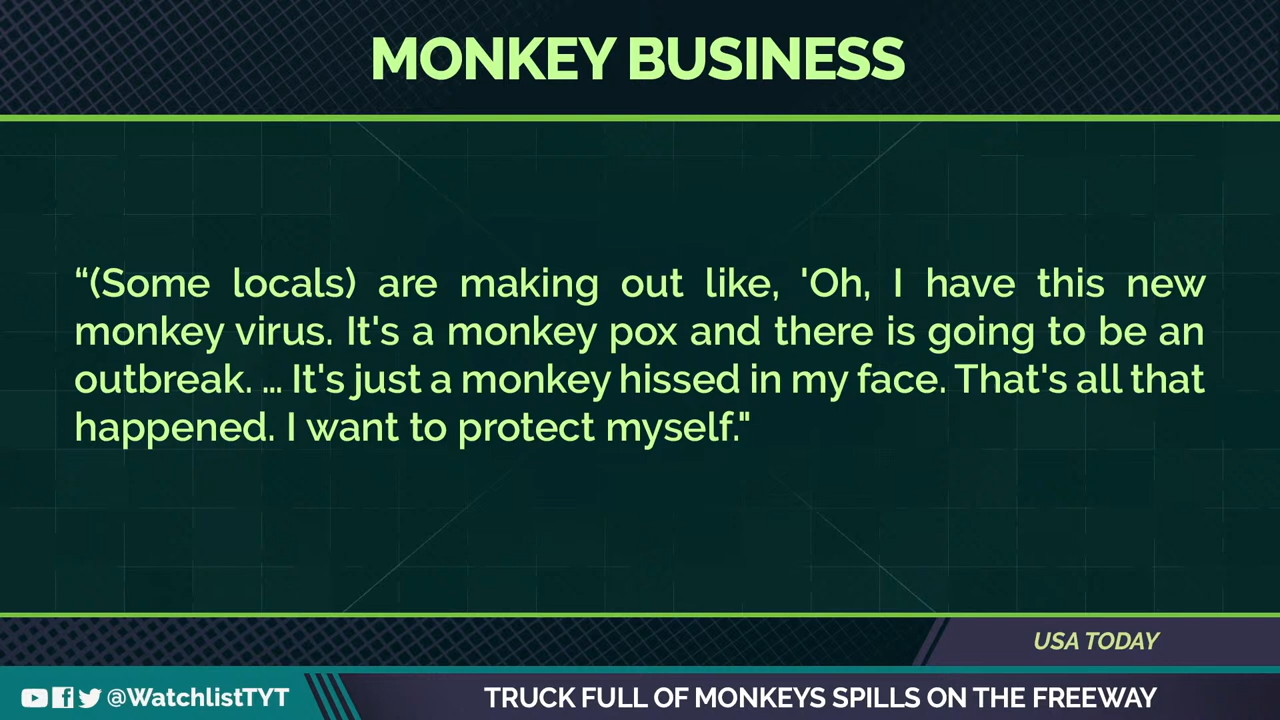 MONKEY BUSINESS
“(Some locals) are making out like, 'Oh, I have this new
monkey virus. It's a monkey pox and there is going to be an
outbreak. ... It's just a monkey hissed in my face. That's all that
happened. I want to protect myself."
USA TODAY
@WatchlistTYT
TRUCK FULL OF MONKEYS SPILLS ON THE FREEWAY